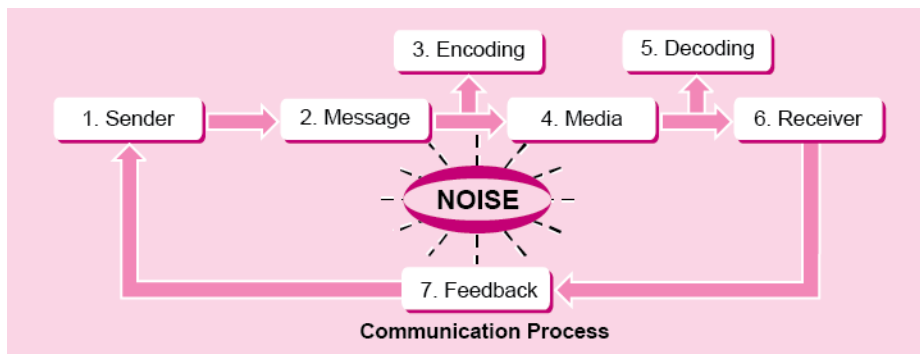 3. Encoding
5. Decoding
1. Sender
2. Message
4. Media
6. Receiver
NOISE
7. Feedback
Communication Process